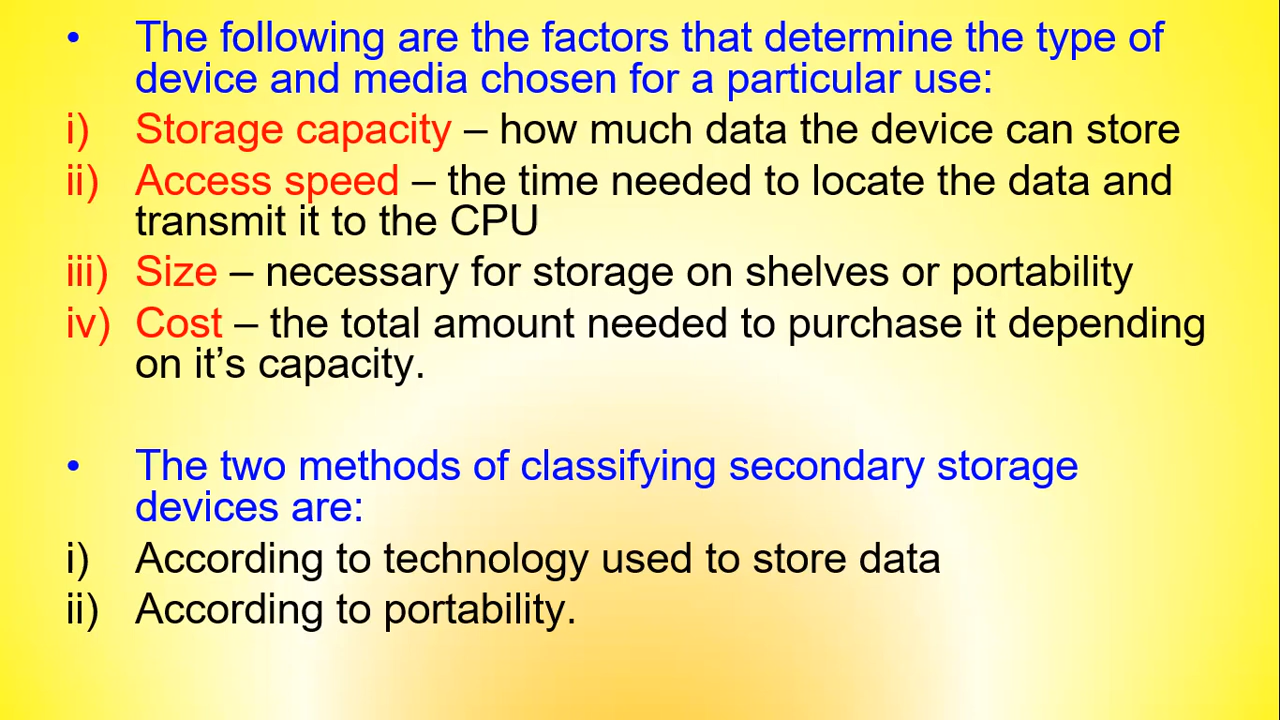 • The following are the factors that determine the type of
device and media chosen for a particular use:
i) Storage capacity – how much data the device can store
ii) Access speed – the time needed to locate the data and
transmit it to the CPU
iii) Size – necessary for storage on shelves or portability
iv) Cost – the total amount needed to purchase it depending
on it’s capacity.
• The two methods of classifying secondary storage
devices are:
i) According to technology used to store data
ii) According to portability.